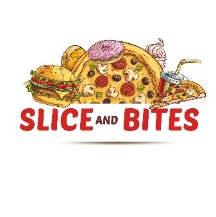 SLICE AND BITES